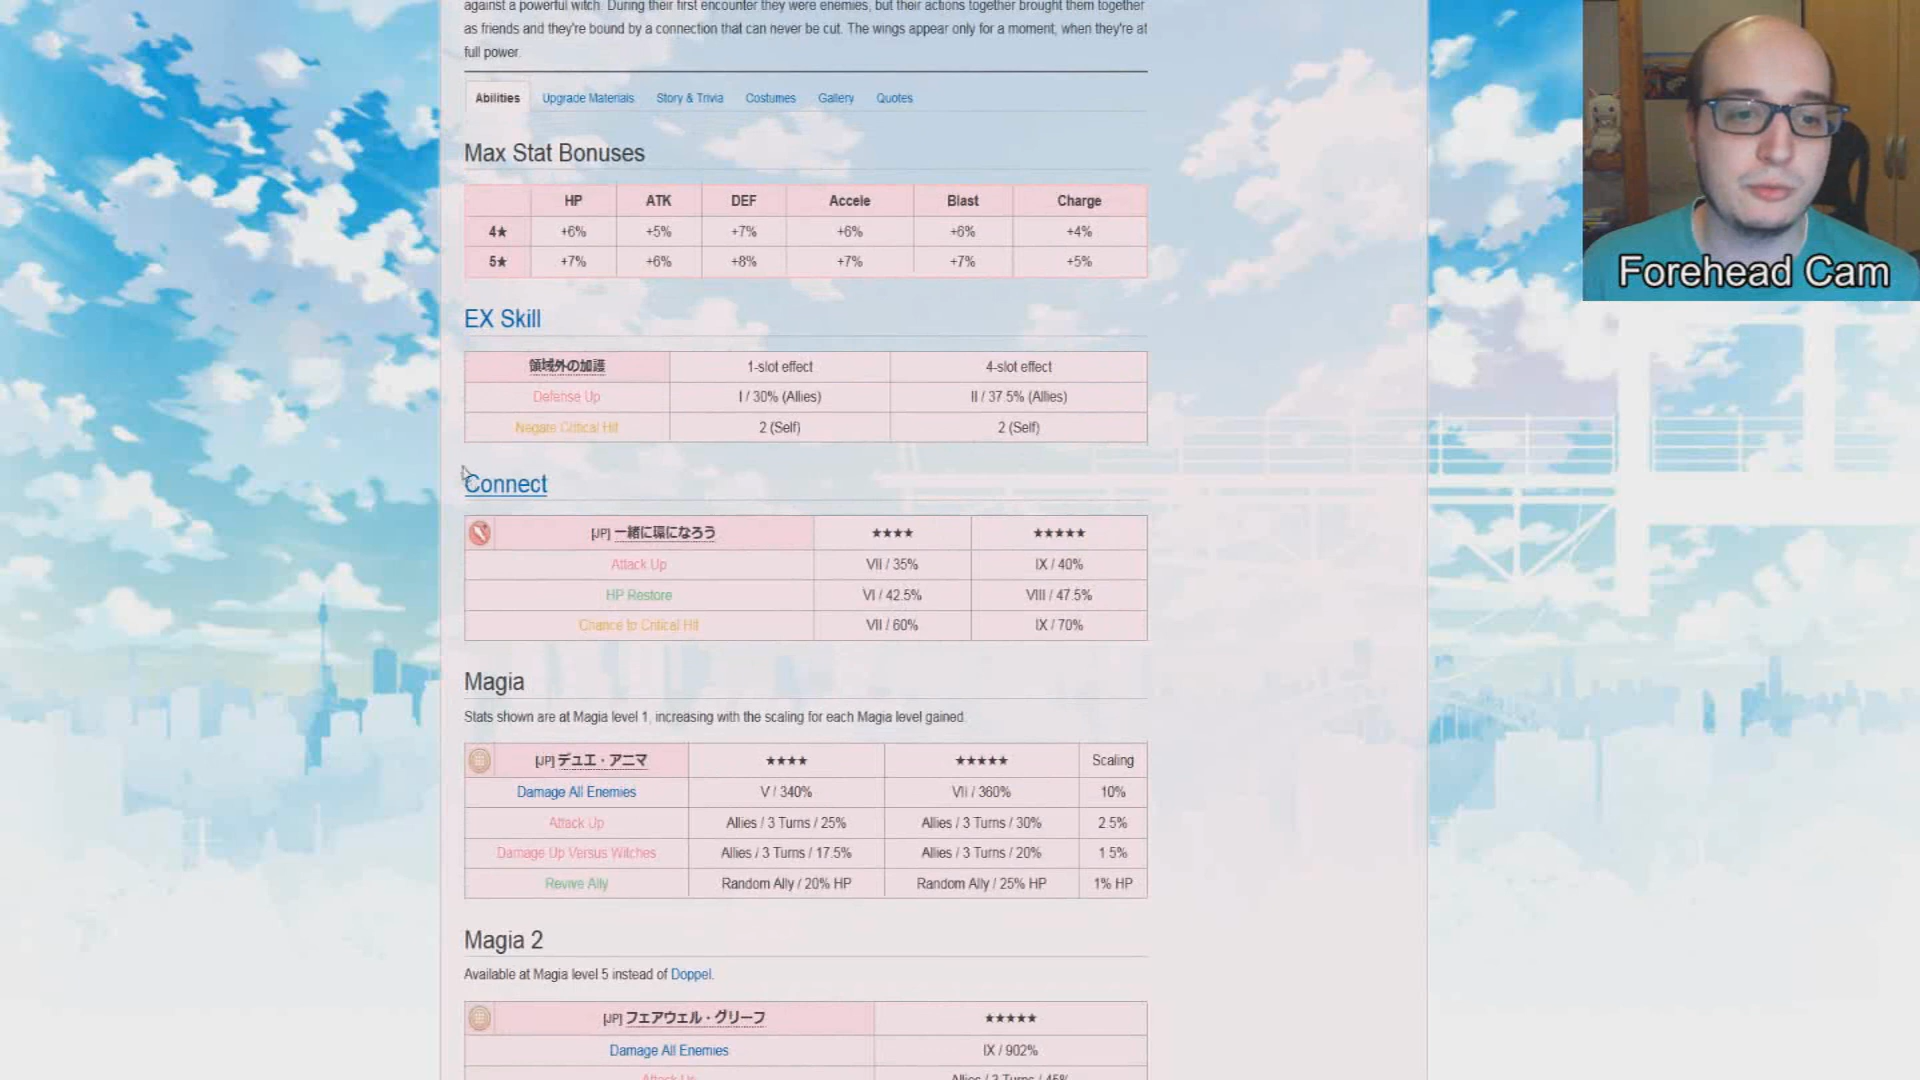 against a powerful witch. During their first encounter they were enemies, but their actions together brought them together
as friends and they're bound by a connection that can never be cut. The wings appear only for a moment, when they're at
full power.
Abilities Upgrade Materials Story & Trivia Costumes Gallery Quotes
Max Stat Bonuses
HP ATK DEF Accele Blast Charge
4★ +6% +5% +7% +6% +6% +4%
5★ +7% +6% +8% +7% +7% +5%
EX Skill
領域外の加護 1-slot effect 4-slot effect
Defense Up I / 30% (Allies) II / 37.5% (Allies)
Negate Critical Hit 2 (Self) 2 (Self)
Connect
[JP] 一緒に環になろう ★★★★ ★★★★★
Attack Up VII / 35% IX / 40%
HP Restore VI / 42.5% VIII / 47.5%
Chance to Critical Hit VII / 60% IX / 70%
Magia
Stats shown are at Magia level 1, increasing with the scaling for each Magia level gained.
[JP] デュエ・アニマ ★★★★ ★★★★★ Scaling
Damage All Enemies V / 340% VII / 360% 10%
Attack Up Allies / 3 Turns / 25% Allies / 3 Turns / 30% 2.5%
Damage Up Versus Witches Allies / 3 Turns / 17.5% Allies / 3 Turns / 20% 1.5%
Revive Ally Random Ally / 20% HP Random Ally / 25% HP 1% HP
Magia 2
Available at Magia level 5 instead of Doppel.
[JP] フェアウェル・グリーフ ★★★★★
Damage All Enemies IX / 902%
Attack Up Allies / 3 Turns / 45%
Forehead Cam